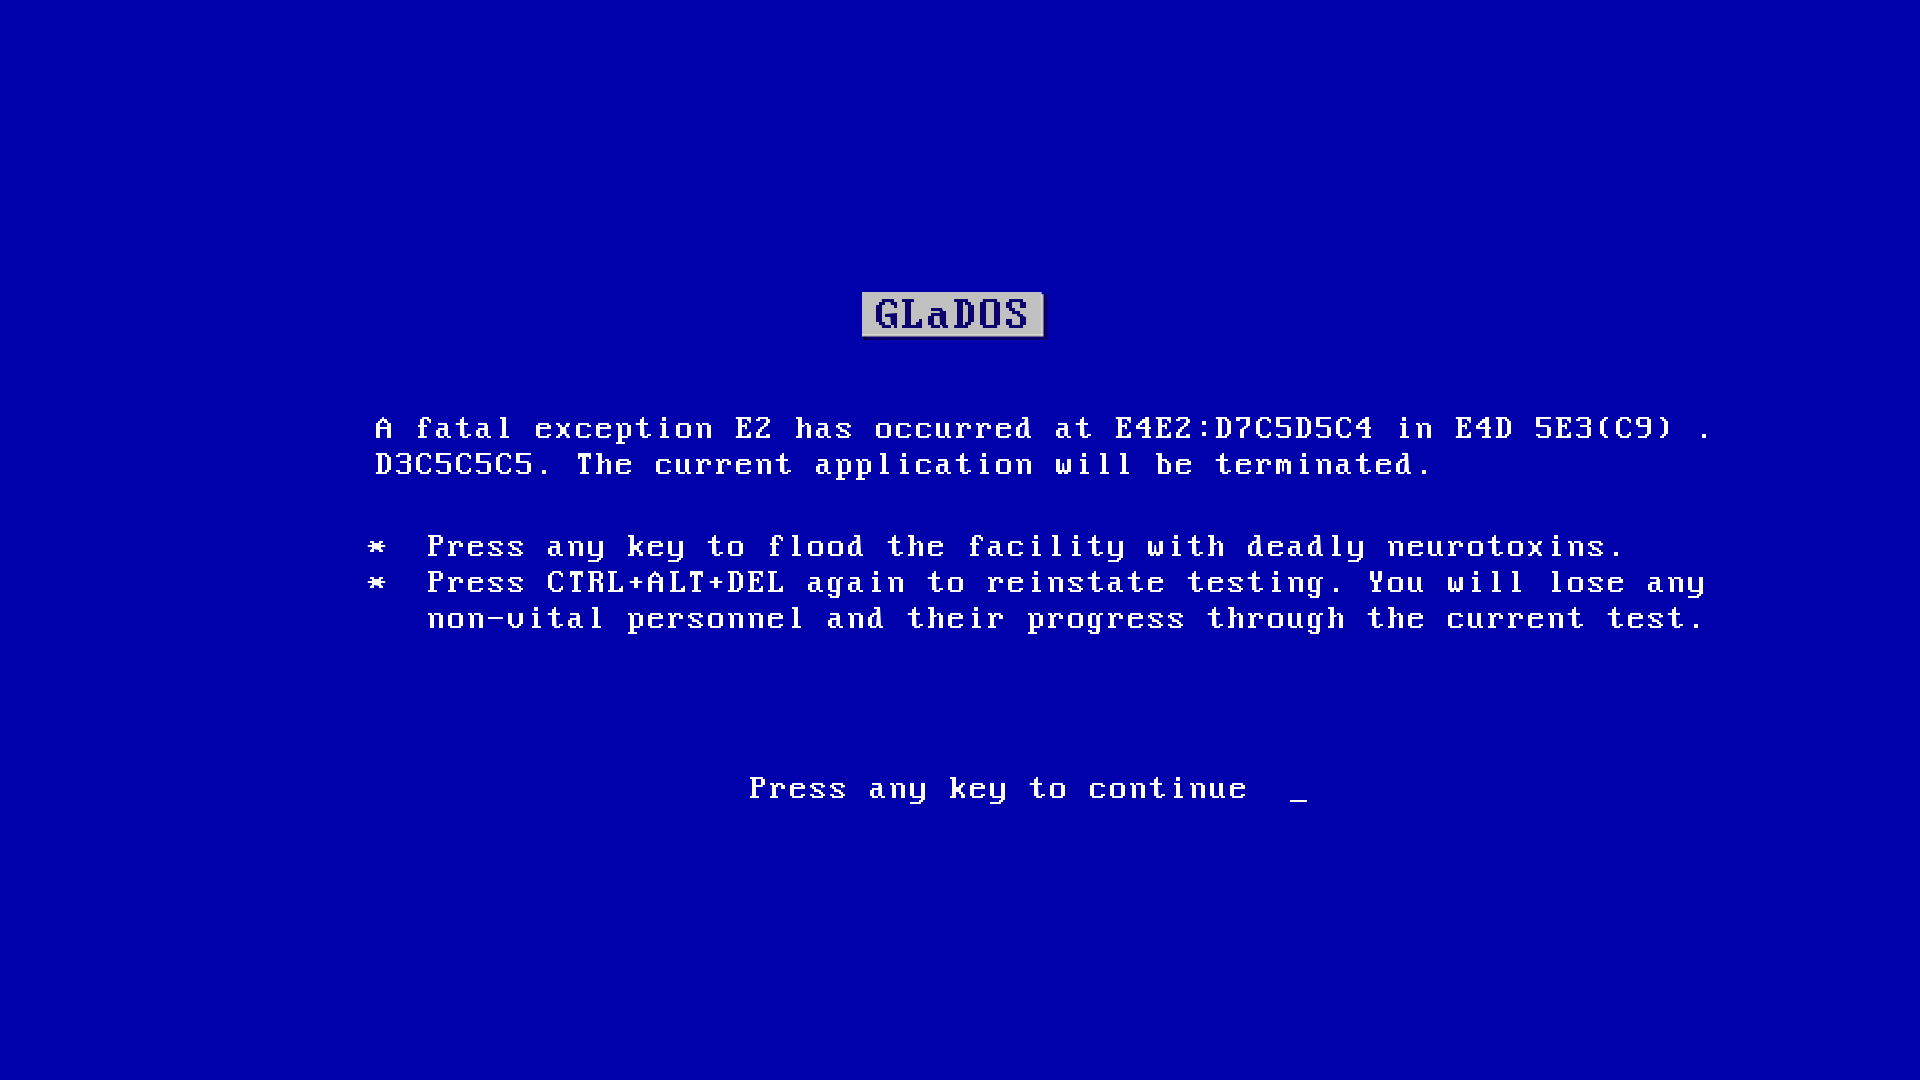 GLaDOS
A fatal exception E2 has occurred at E4E2:D7C5D5C4 in E4D 5E3(C9) .
D3C5C5C5. The current application will be terminated.
* Press any key to flood the facility with deadly neurotoxins.
* Press CTRL+ALT+DEL again to reinstate testing. You will lose any
non-vital personnel and their progress through the current test.
Press any key to continue _